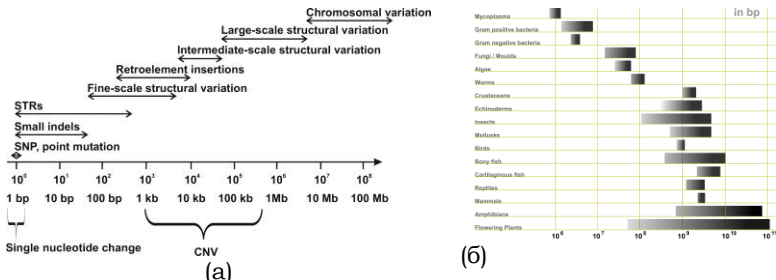 Chromosomal variation
Large-scale structural variation
Intermediate-scale structural variation
Retroelement insertions
Fine-scale structural variation
STRs
Small indels
SNP, point mutation
10⁰ 10¹ 10² 10³ 10⁴ 10⁵ 10⁶ 10⁷ 10⁸
1 bp 10 bp 100 bp 1 kb 10 kb 100 kb 1Mb 10 Mb 100 Mb
Single nucleotide change
CNV
(а)
in bp
Mycoplasma
Gram positive bacteria
Gram negative bacteria
Fungi / Moulds
Algae
Worms
Crustaceans
Echinoderms
Insects
Mollusks
Birds
Bony fish
Cartilaginous fish
Reptiles
Mammals
Amphibians
Flowering Plants
10⁶ 10⁷ 10⁸ 10⁹ 10¹⁰ 10¹¹
(б)